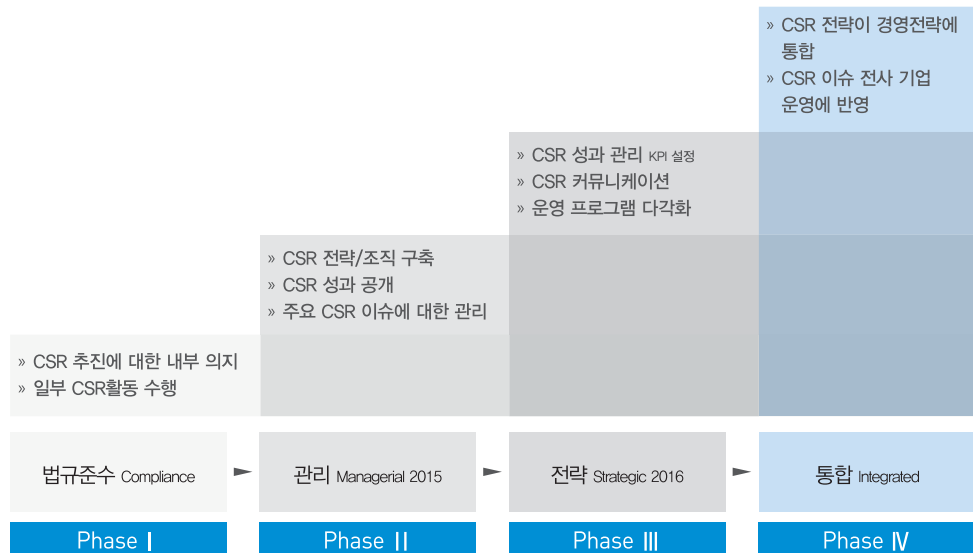 » CSR 전략이 경영전략에
통합
» CSR 이슈 전사 기업
운영에 반영
» CSR 성과 관리 KPI 설정
» CSR 커뮤니케이션
» 운영 프로그램 다각화
» CSR 전략/조직 구축
» CSR 성과 공개
» 주요 CSR 이슈에 대한 관리
» CSR 추진에 대한 내부 의지
» 일부 CSR활동 수행
법규준수 Compliance
관리 Managerial 2015
전략 Strategic 2016
통합 Integrated
Phase I
Phase II
Phase III
Phase IV